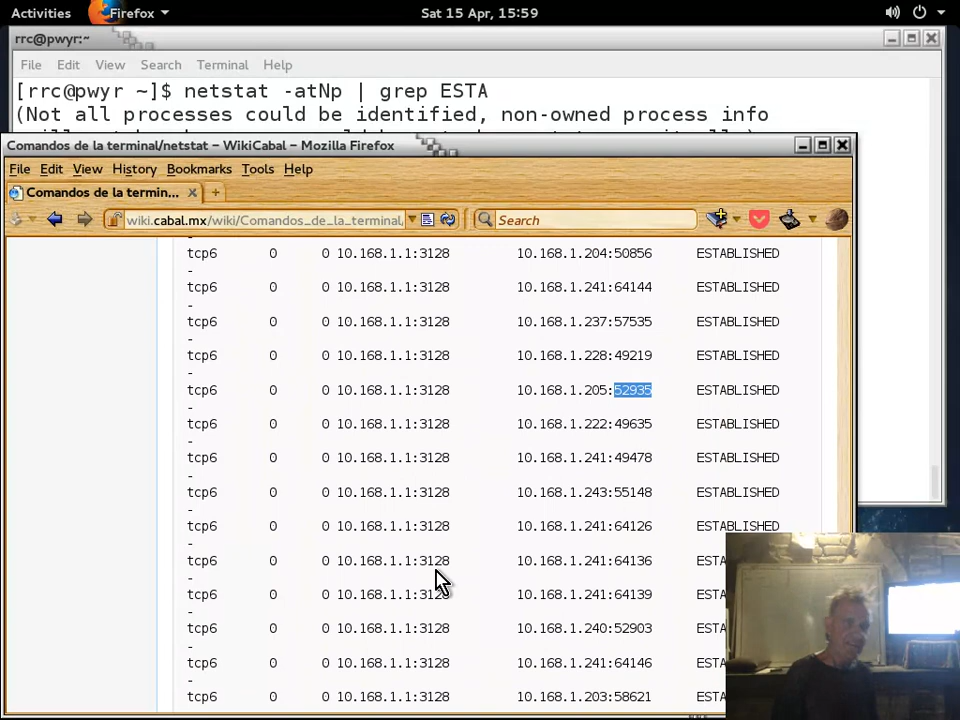 Activities Firefox Sat 15 Apr, 15:59
rrc@pwyr:~
File Edit View Search Terminal Help
[rrc@pwyr ~]$ netstat -atNp | grep ESTA
(Not all processes could be identified, non-owned process info
Comandos de la terminal/netstat – WikiCabal – Mozilla Firefox
File Edit View History Bookmarks Tools Help
Comandos de la termin... × +
wiki.cabal.mx/wiki/Comandos_de_la_terminal, Search
tcp6 0 0 10.168.1.1:3128 10.168.1.204:50856 ESTABLISHED
-
tcp6 0 0 10.168.1.1:3128 10.168.1.241:64144 ESTABLISHED
-
tcp6 0 0 10.168.1.1:3128 10.168.1.237:57535 ESTABLISHED
-
tcp6 0 0 10.168.1.1:3128 10.168.1.228:49219 ESTABLISHED
-
tcp6 0 0 10.168.1.1:3128 10.168.1.205:52935 ESTABLISHED
-
tcp6 0 0 10.168.1.1:3128 10.168.1.222:49635 ESTABLISHED
-
tcp6 0 0 10.168.1.1:3128 10.168.1.241:49478 ESTABLISHED
-
tcp6 0 0 10.168.1.1:3128 10.168.1.243:55148 ESTABLISHED
-
tcp6 0 0 10.168.1.1:3128 10.168.1.241:64126 ESTABLISHED
-
tcp6 0 0 10.168.1.1:3128 10.168.1.241:64136 ESTA
-
tcp6 0 0 10.168.1.1:3128 10.168.1.241:64139 ESTA
-
tcp6 0 0 10.168.1.1:3128 10.168.1.240:52903 ESTA
-
tcp6 0 0 10.168.1.1:3128 10.168.1.241:64146 ESTA
-
tcp6 0 0 10.168.1.1:3128 10.168.1.203:58621 ESTA